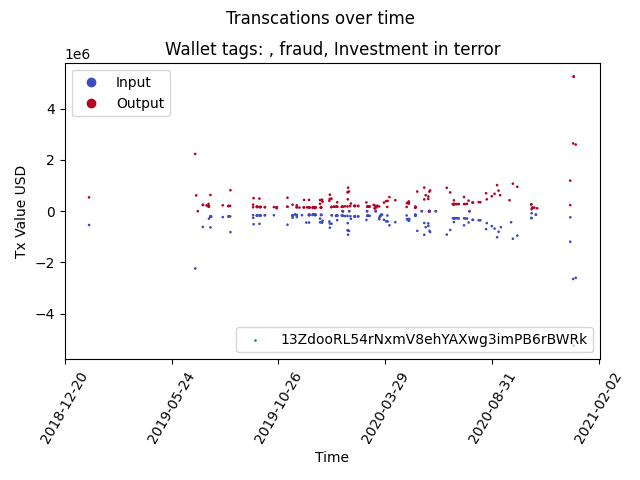 Transcations over time
Wallet tags: , fraud, Investment in terror
1e6
Input
Output
4
2
0
−2
−4
Tx Value USD
13ZdooRL54rNxmV8ehYAXwg3imPB6rBWRk
2018-12-20
2019-05-24
2019-10-26
2020-03-29
2020-08-31
2021-02-02
Time